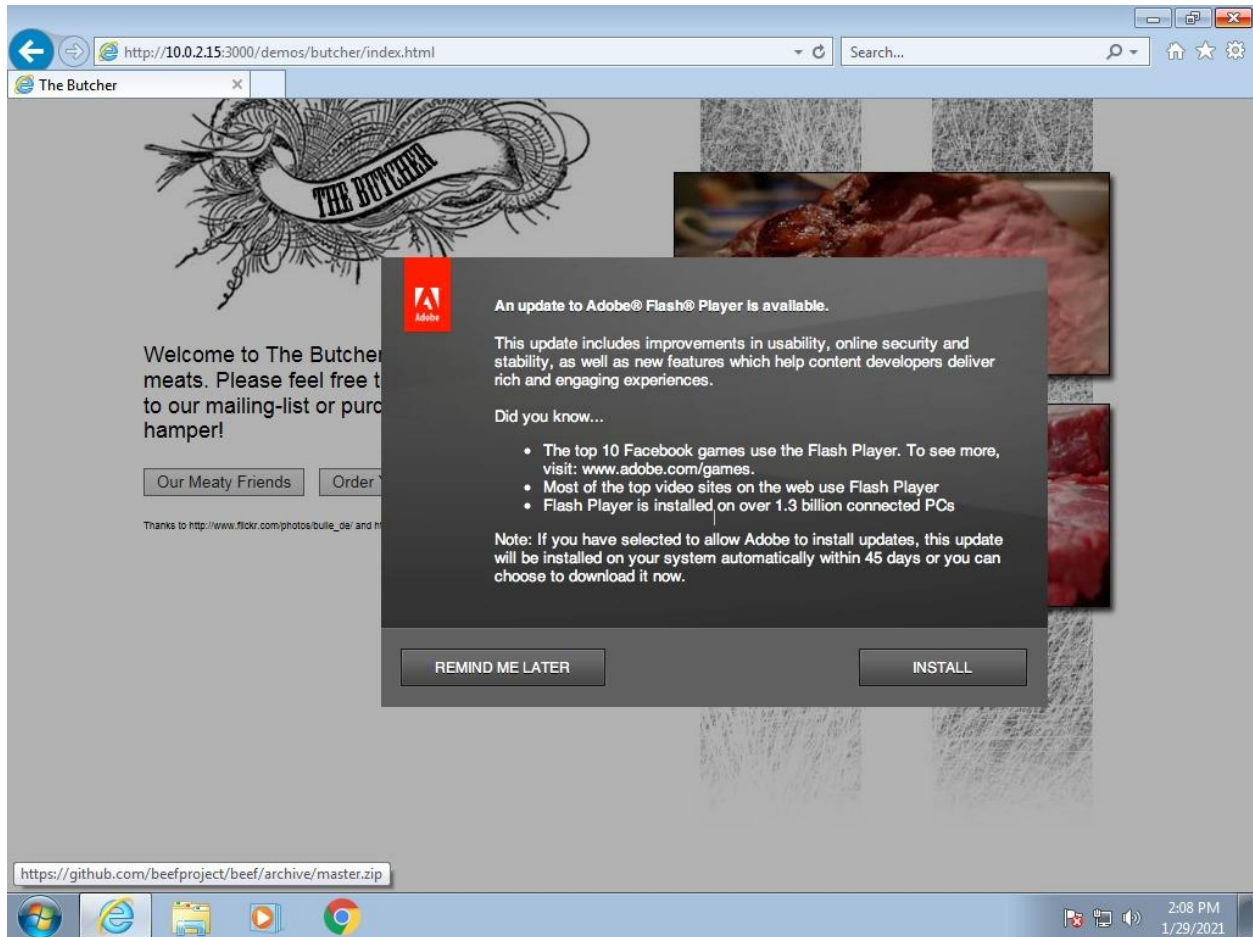 http://10.0.2.15:3000/demos/butcher/index.html
Search...
The Butcher
THE BUTCHER
An update to Adobe® Flash® Player is available.
Adobe
This update includes improvements in usability, online security and
stability, as well as new features which help content developers deliver
rich and engaging experiences.
Did you know...
• The top 10 Facebook games use the Flash Player. To see more,
visit: www.adobe.com/games.
• Most of the top video sites on the web use Flash Player
• Flash Player is installed on over 1.3 billion connected PCs
Note: If you have selected to allow Adobe to install updates, this update
will be installed on your system automatically within 45 days or you can
choose to download it now.
REMIND ME LATER
INSTALL
Welcome to The Butcher
meats. Please feel free t
to our mailing-list or purc
hamper!
Our Meaty Friends
Order
Thanks to http://www.flickr.com/photos/bulle_de/ and
https://github.com/beefproject/beef/archive/master.zip
2:08 PM
1/29/2021